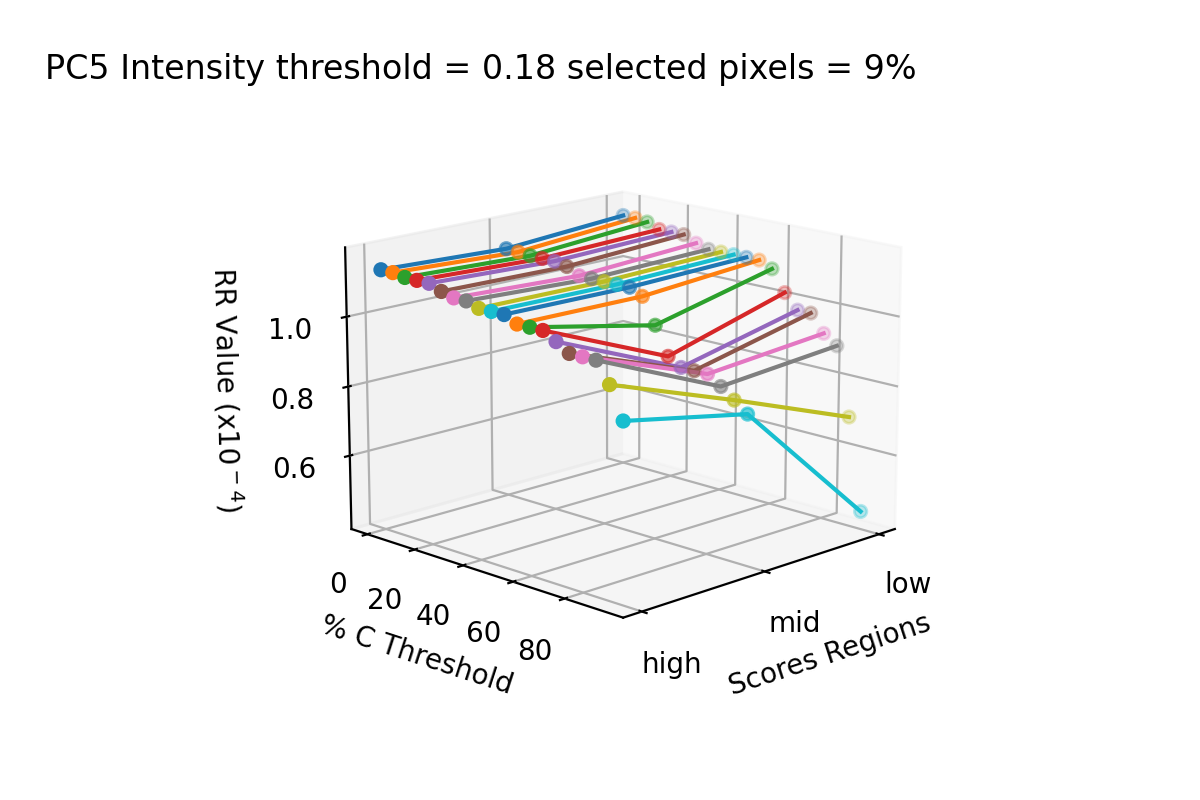 PC5 Intensity threshold = 0.18 selected pixels = 9%
RR Value (x10⁻⁴)
1.0
0.8
0.6
0
20
40
60
80
% C Threshold
high
mid
low
Scores Regions